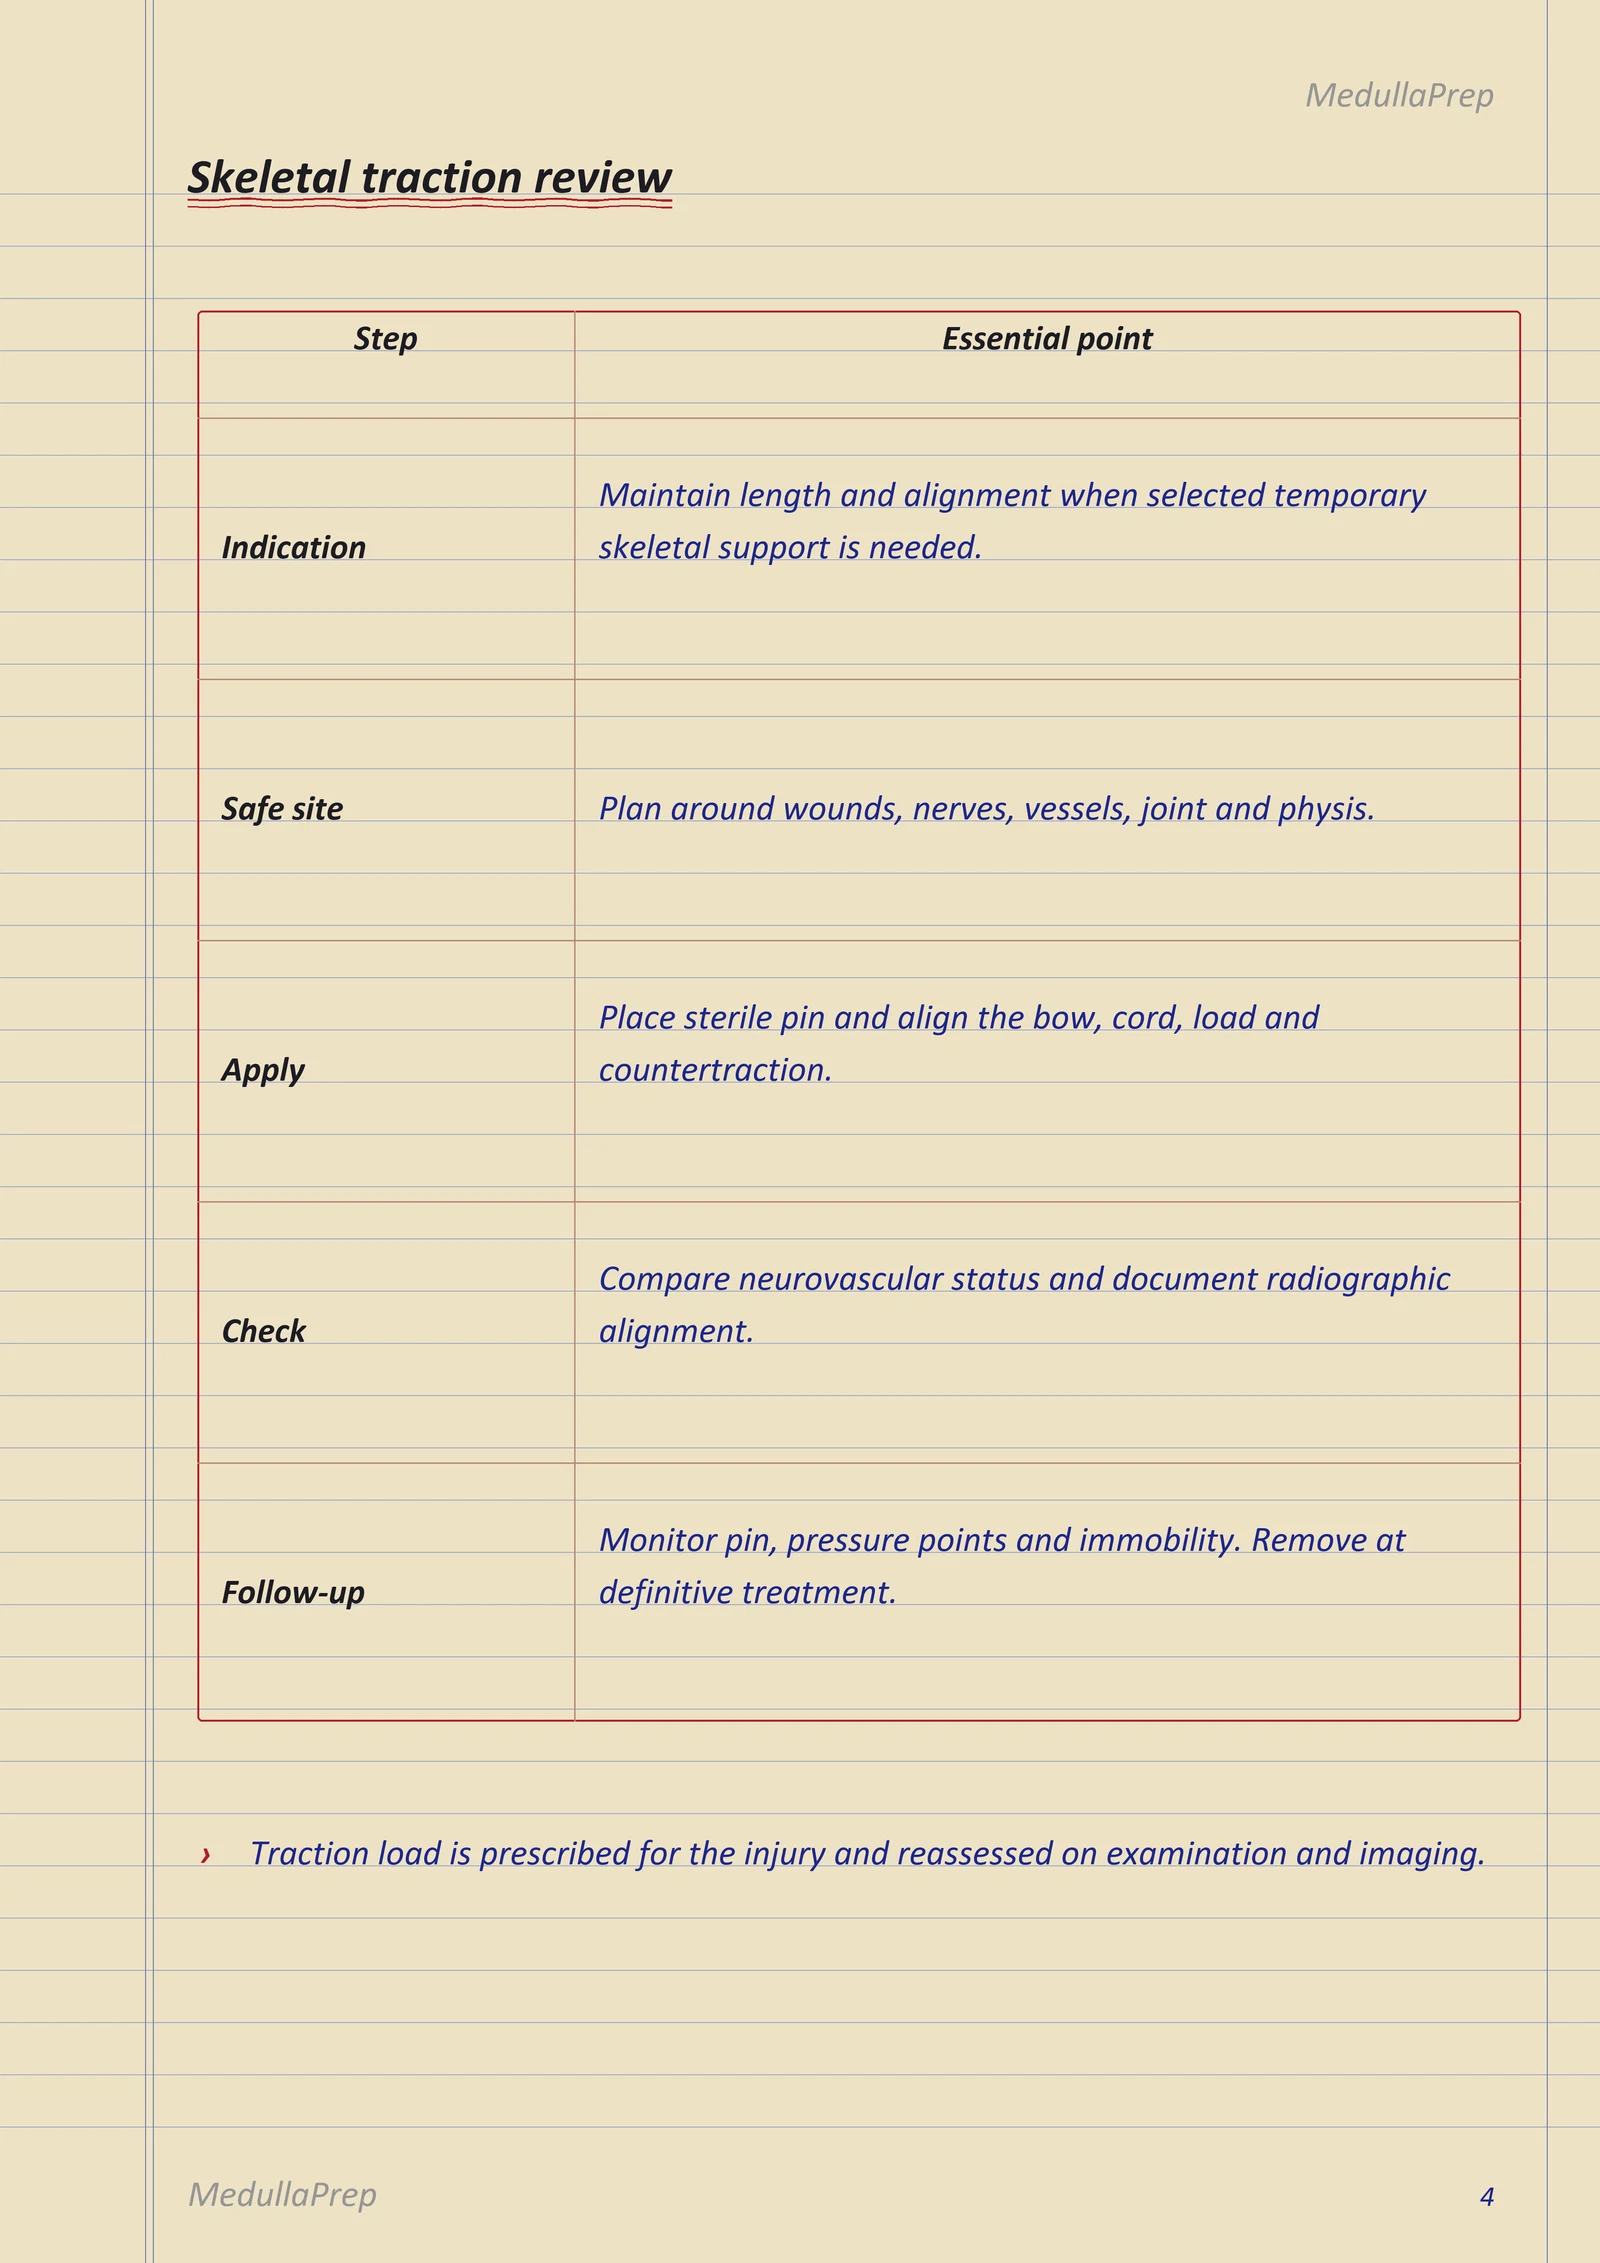 MedullaPrep
Skeletal traction review
Step Essential point
Indication
Maintain length and alignment when selected temporary
skeletal support is needed.
Safe site
Plan around wounds, nerves, vessels, joint and physis.
Apply
Place sterile pin and align the bow, cord, load and
countertraction.
Check
Compare neurovascular status and document radiographic
alignment.
Follow-up
Monitor pin, pressure points and immobility. Remove at
definitive treatment.
› Traction load is prescribed for the injury and reassessed on examination and imaging.
MedullaPrep
4